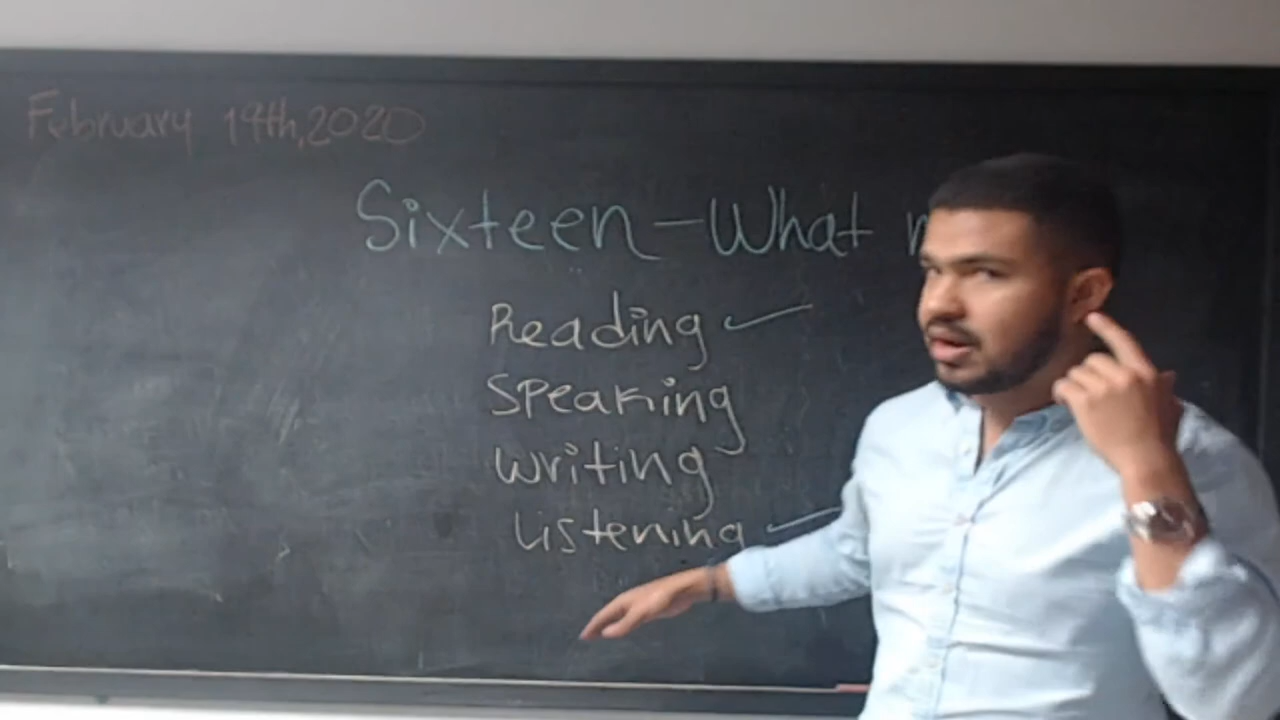 February 19th,2020
Sixteen-What
Reading
Speaking
Writing
Listening